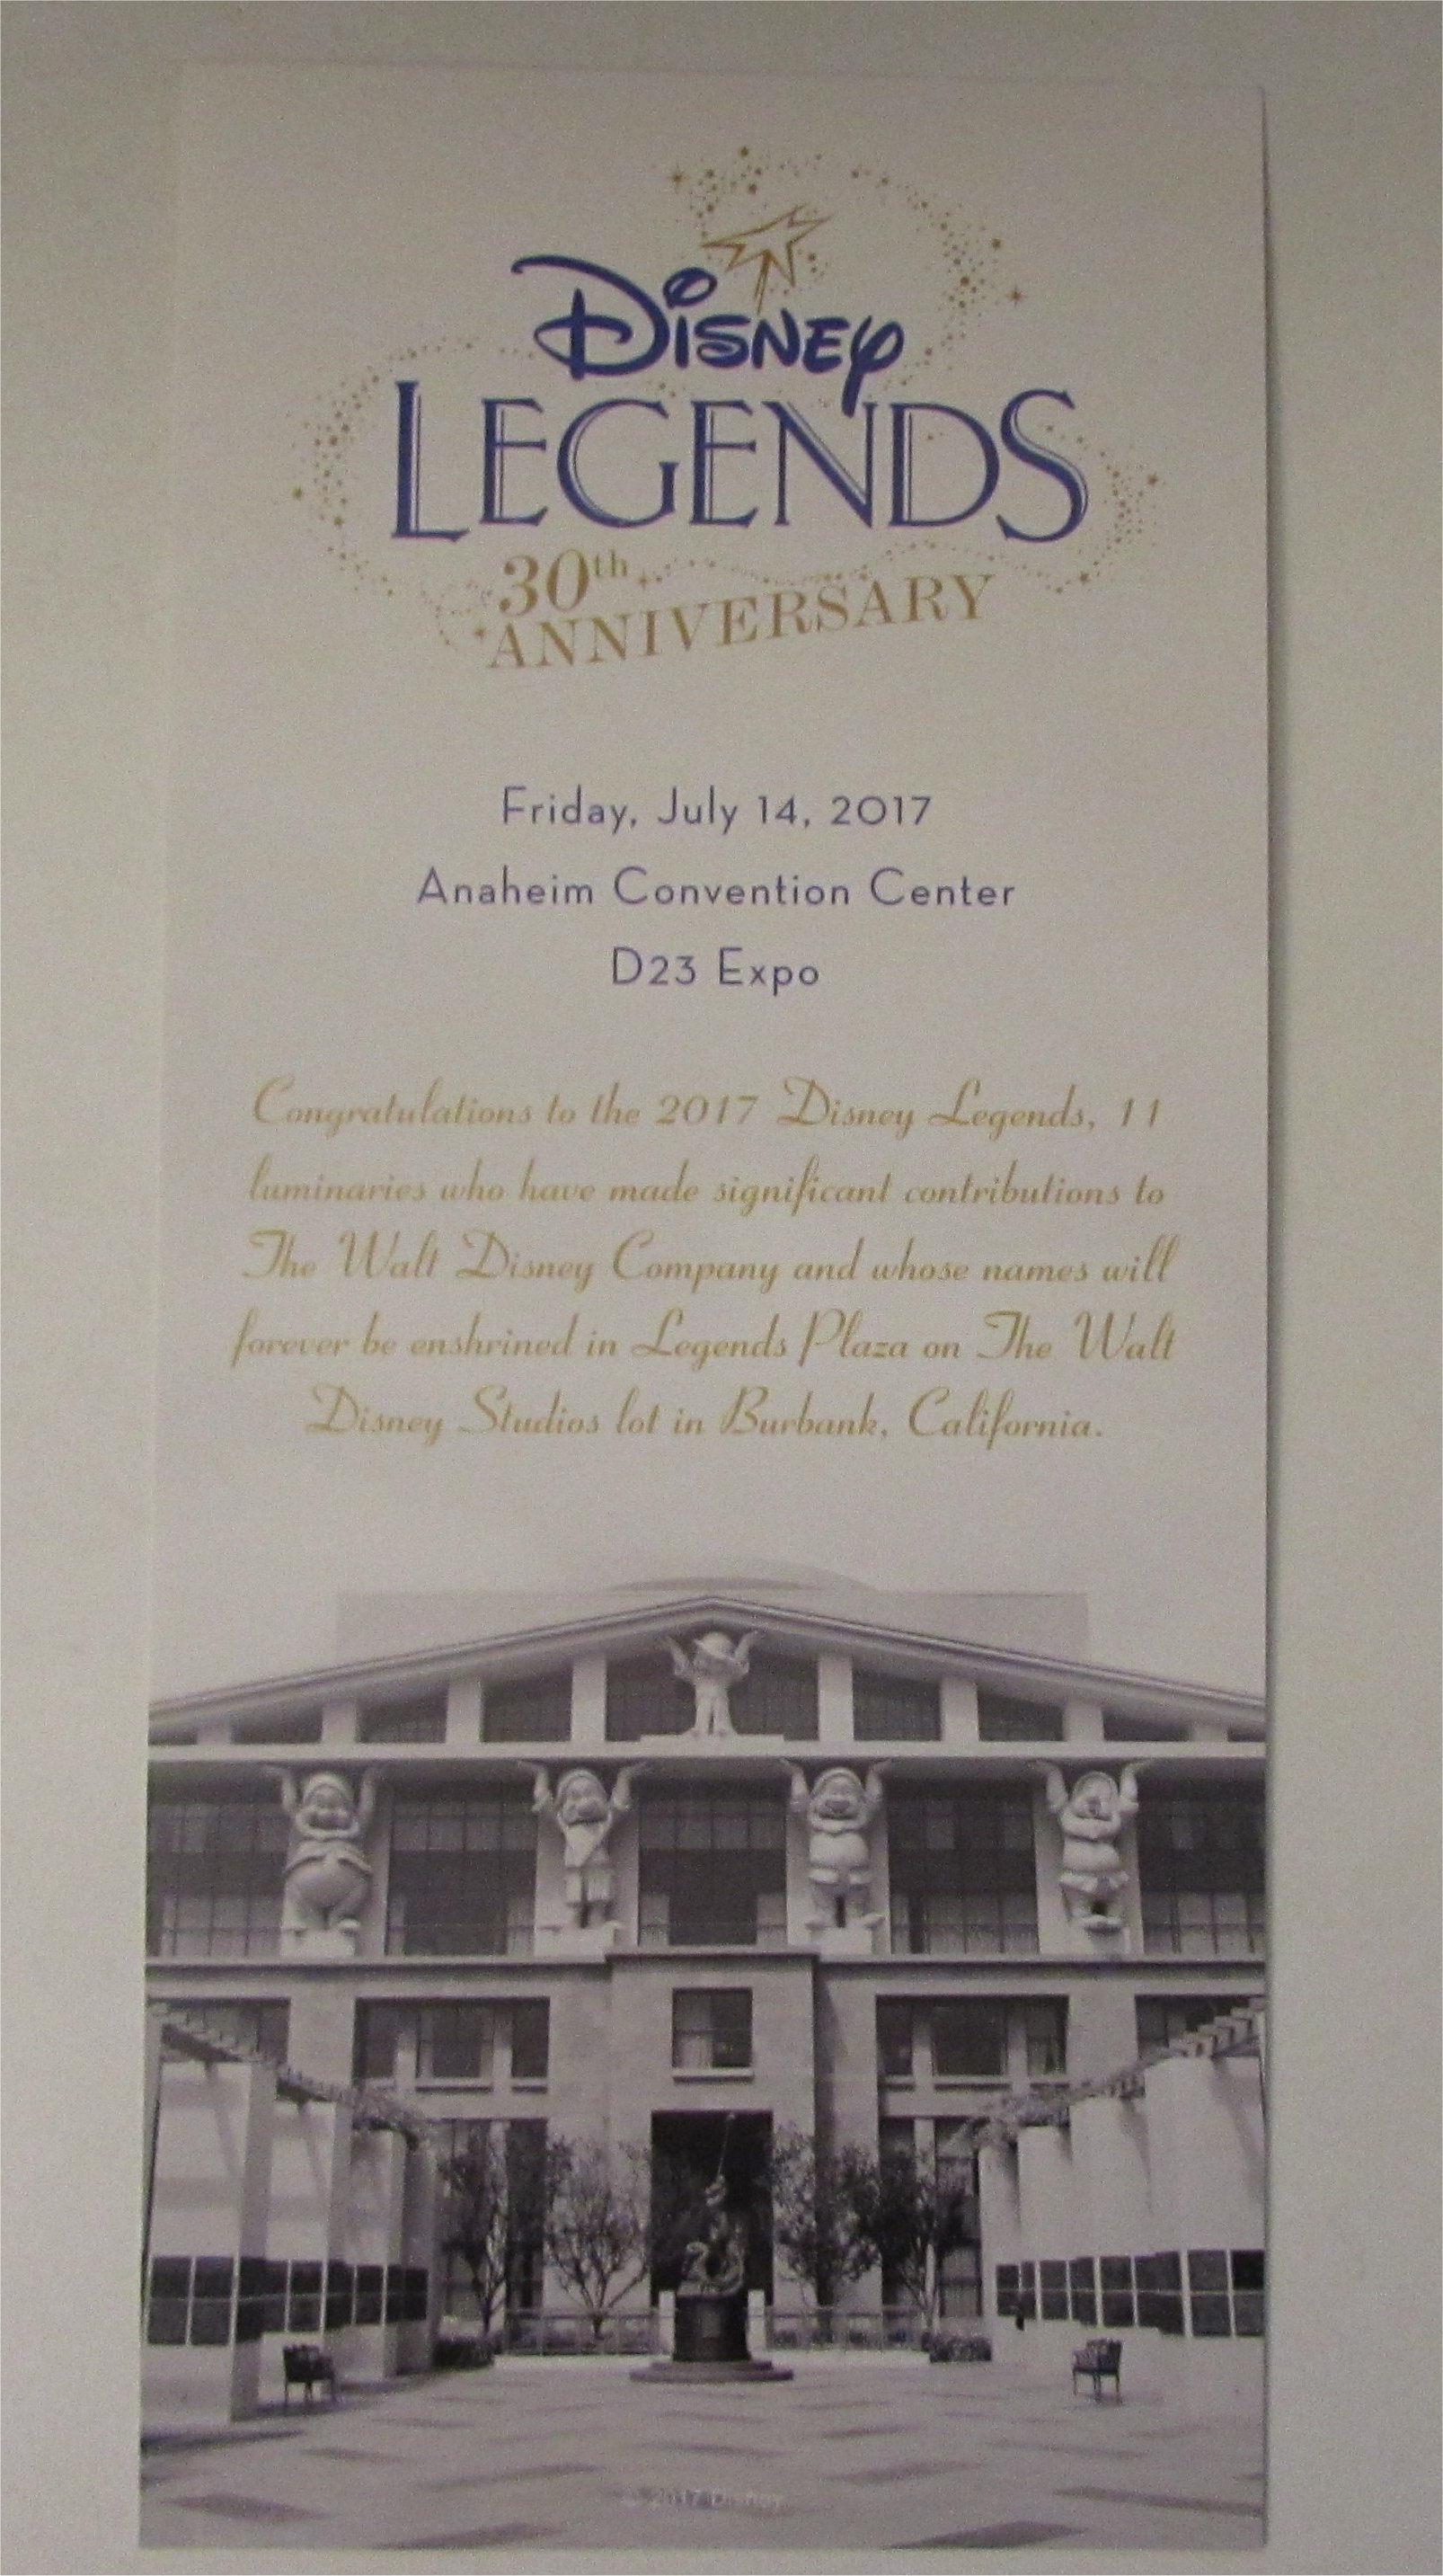 Disney
LEGENDS
30th
ANNIVERSARY
Friday, July 14, 2017
Anaheim Convention Center
D23 Expo
Congratulations to the 2017 Disney Legends, 11
luminaries who have made significant contributions to
The Walt Disney Company and whose names will
forever be enshrined in Legends Plaza on The Walt
Disney Studios lot in Burbank, California.
© 2017 Disney